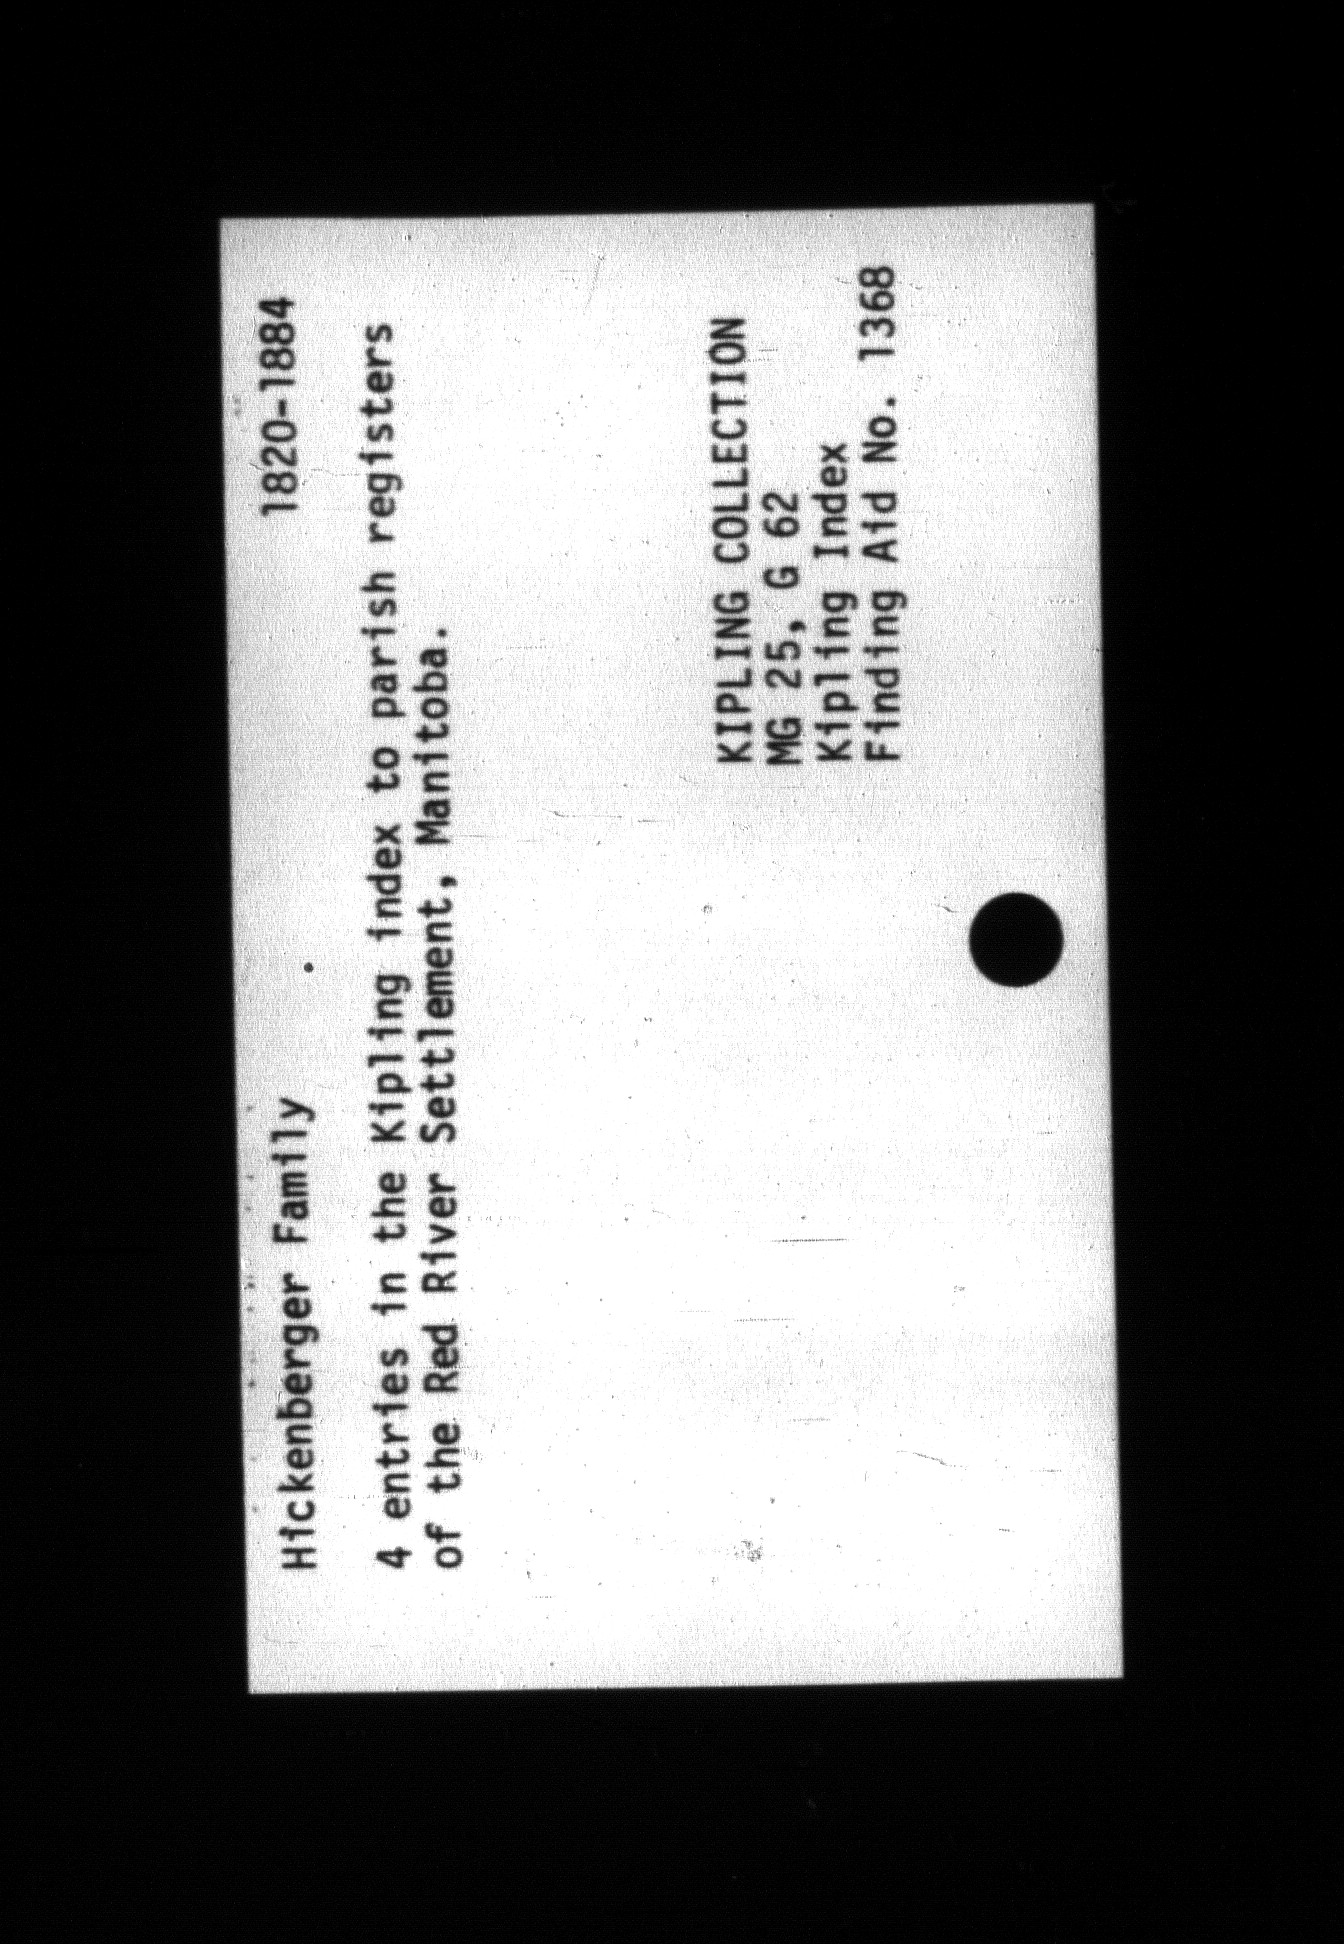 Hickenberger Family 1820-1884
4 entries in the Kipling index to parish registers
of the Red River Settlement, Manitoba.
KIPLING COLLECTION
MG 25, G 62
Kipling Index
Finding Aid No. 1368